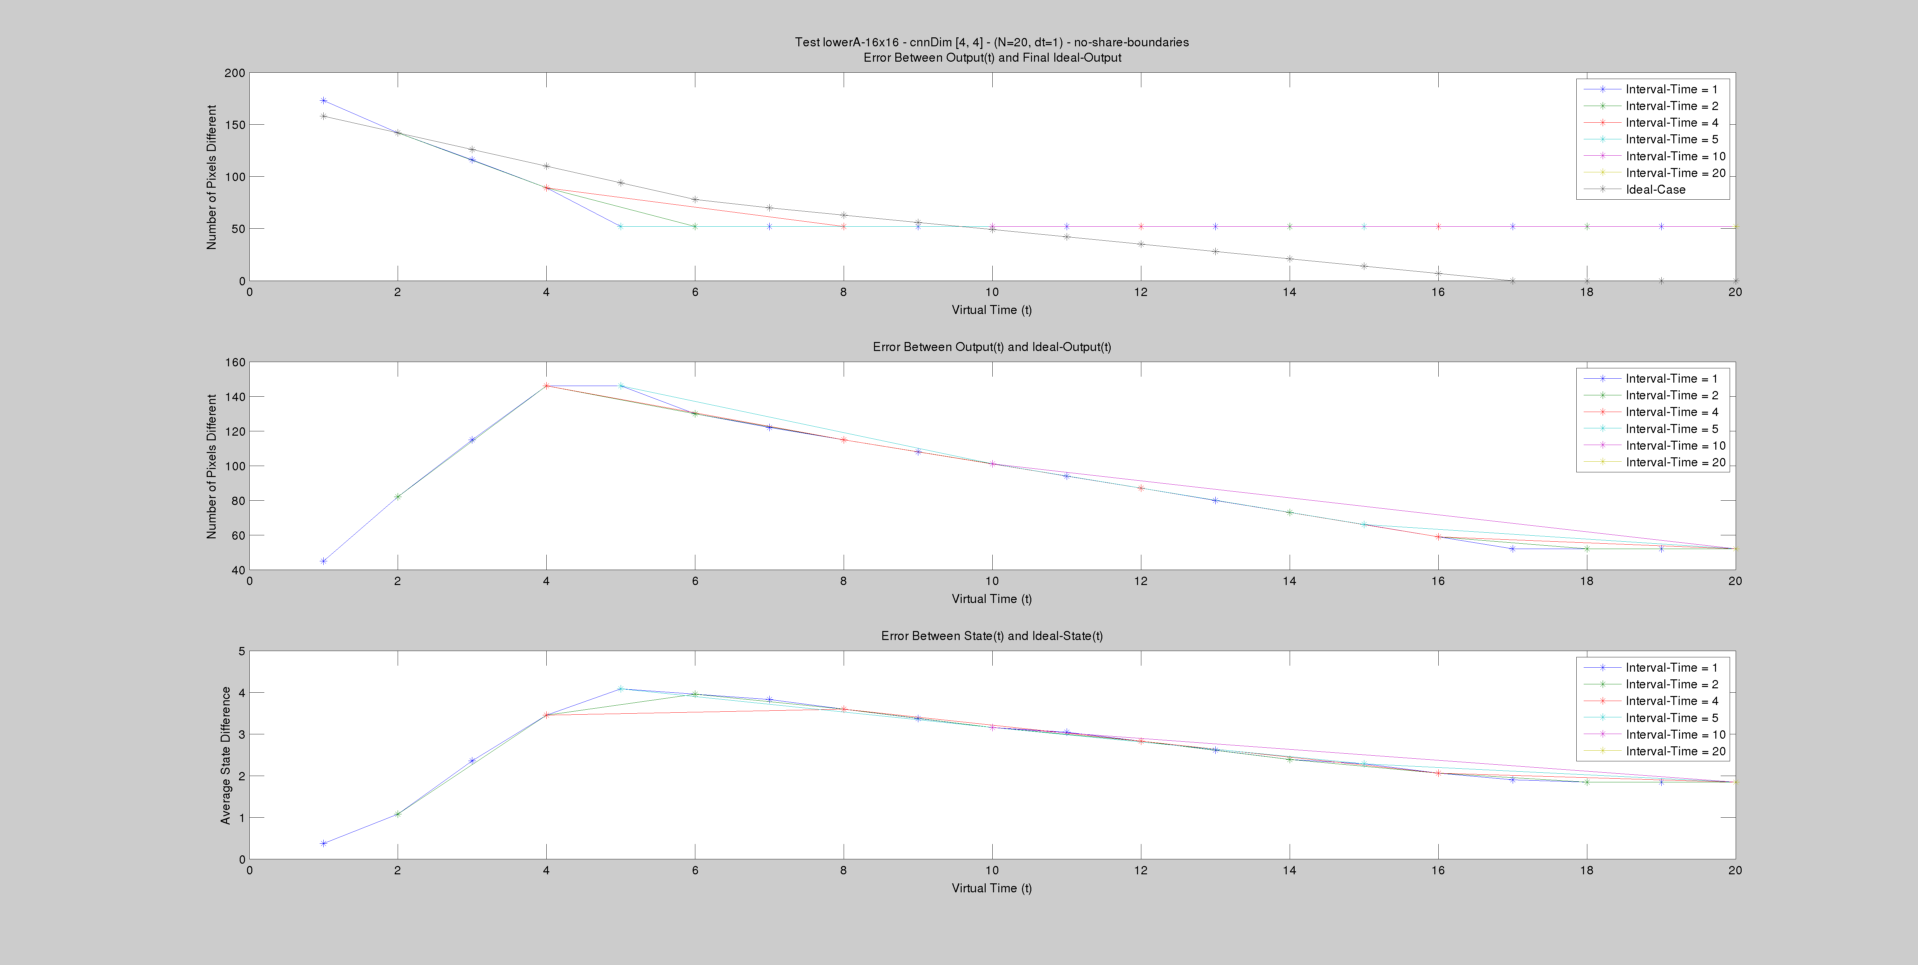 Test lowerA-16x16 - cnnDim [4, 4] - (N=20, dt=1) - no-share-boundaries
Error Between Output(t) and Final Ideal-Output
Number of Pixels Different
200
150
100
50
0
0 2 4 6 8 10 12 14 16 18 20
Virtual Time (t)
Interval-Time = 1
Interval-Time = 2
Interval-Time = 4
Interval-Time = 5
Interval-Time = 10
Interval-Time = 20
Ideal-Case
Error Between Output(t) and Ideal-Output(t)
Number of Pixels Different
160
140
120
100
80
60
40
0 2 4 6 8 10 12 14 16 18 20
Virtual Time (t)
Interval-Time = 1
Interval-Time = 2
Interval-Time = 4
Interval-Time = 5
Interval-Time = 10
Interval-Time = 20
Error Between State(t) and Ideal-State(t)
Average State Difference
5
4
3
2
1
0
0 2 4 6 8 10 12 14 16 18 20
Virtual Time (t)
Interval-Time = 1
Interval-Time = 2
Interval-Time = 4
Interval-Time = 5
Interval-Time = 10
Interval-Time = 20